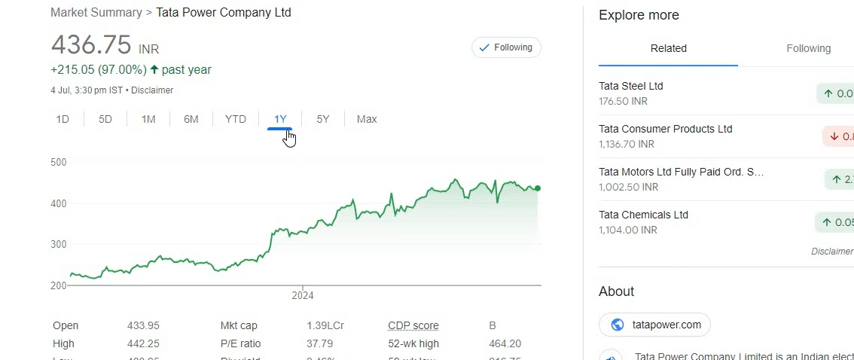 Market Summary > Tata Power Company Ltd
436.75 INR
Following
+215.05 (97.00%) ↑ past year
4 Jul, 3:30 pm IST • Disclaimer
1D 5D 1M 6M YTD 1Y 5Y Max
500
400
300
200
2024
Open 433.95 Mkt cap 1.39LCr CDP score B
High 442.25 P/E ratio 37.79 52-wk high 464.20
Explore more
Related Following
Tata Steel Ltd
176.50 INR
↑ 0.0
Tata Consumer Products Ltd
1,136.70 INR
Tata Motors Ltd Fully Paid Ord. S...
1,002.50 INR
↑ 2.
Tata Chemicals Ltd
1,104.00 INR
↑ 0.05
Disclaimer
About
tatapower.com
Tata Power Company Limited is an Indian elect